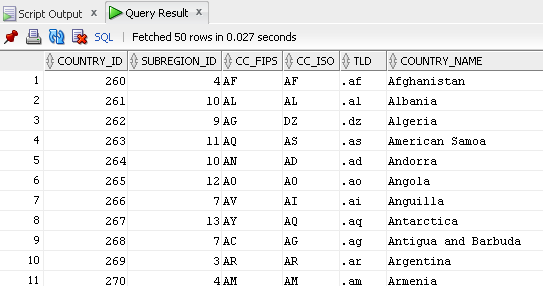 Script Output x Query Result x
SQL | Fetched 50 rows in 0.027 seconds
COUNTRY_ID SUBREGION_ID CC_FIPS CC_ISO TLD COUNTRY_NAME
1 260 4 AF AF .af Afghanistan
2 261 10 AL AL .al Albania
3 262 9 AG DZ .dz Algeria
4 263 11 AQ AS .as American Samoa
5 264 10 AN AD .ad Andorra
6 265 12 AO AO .ao Angola
7 266 7 AV AI .ai Anguilla
8 267 13 AY AQ .aq Antarctica
9 268 7 AC AG .ag Antigua and Barbuda
10 269 3 AR AR .ar Argentina
11 270 4 AM AM .am Armenia